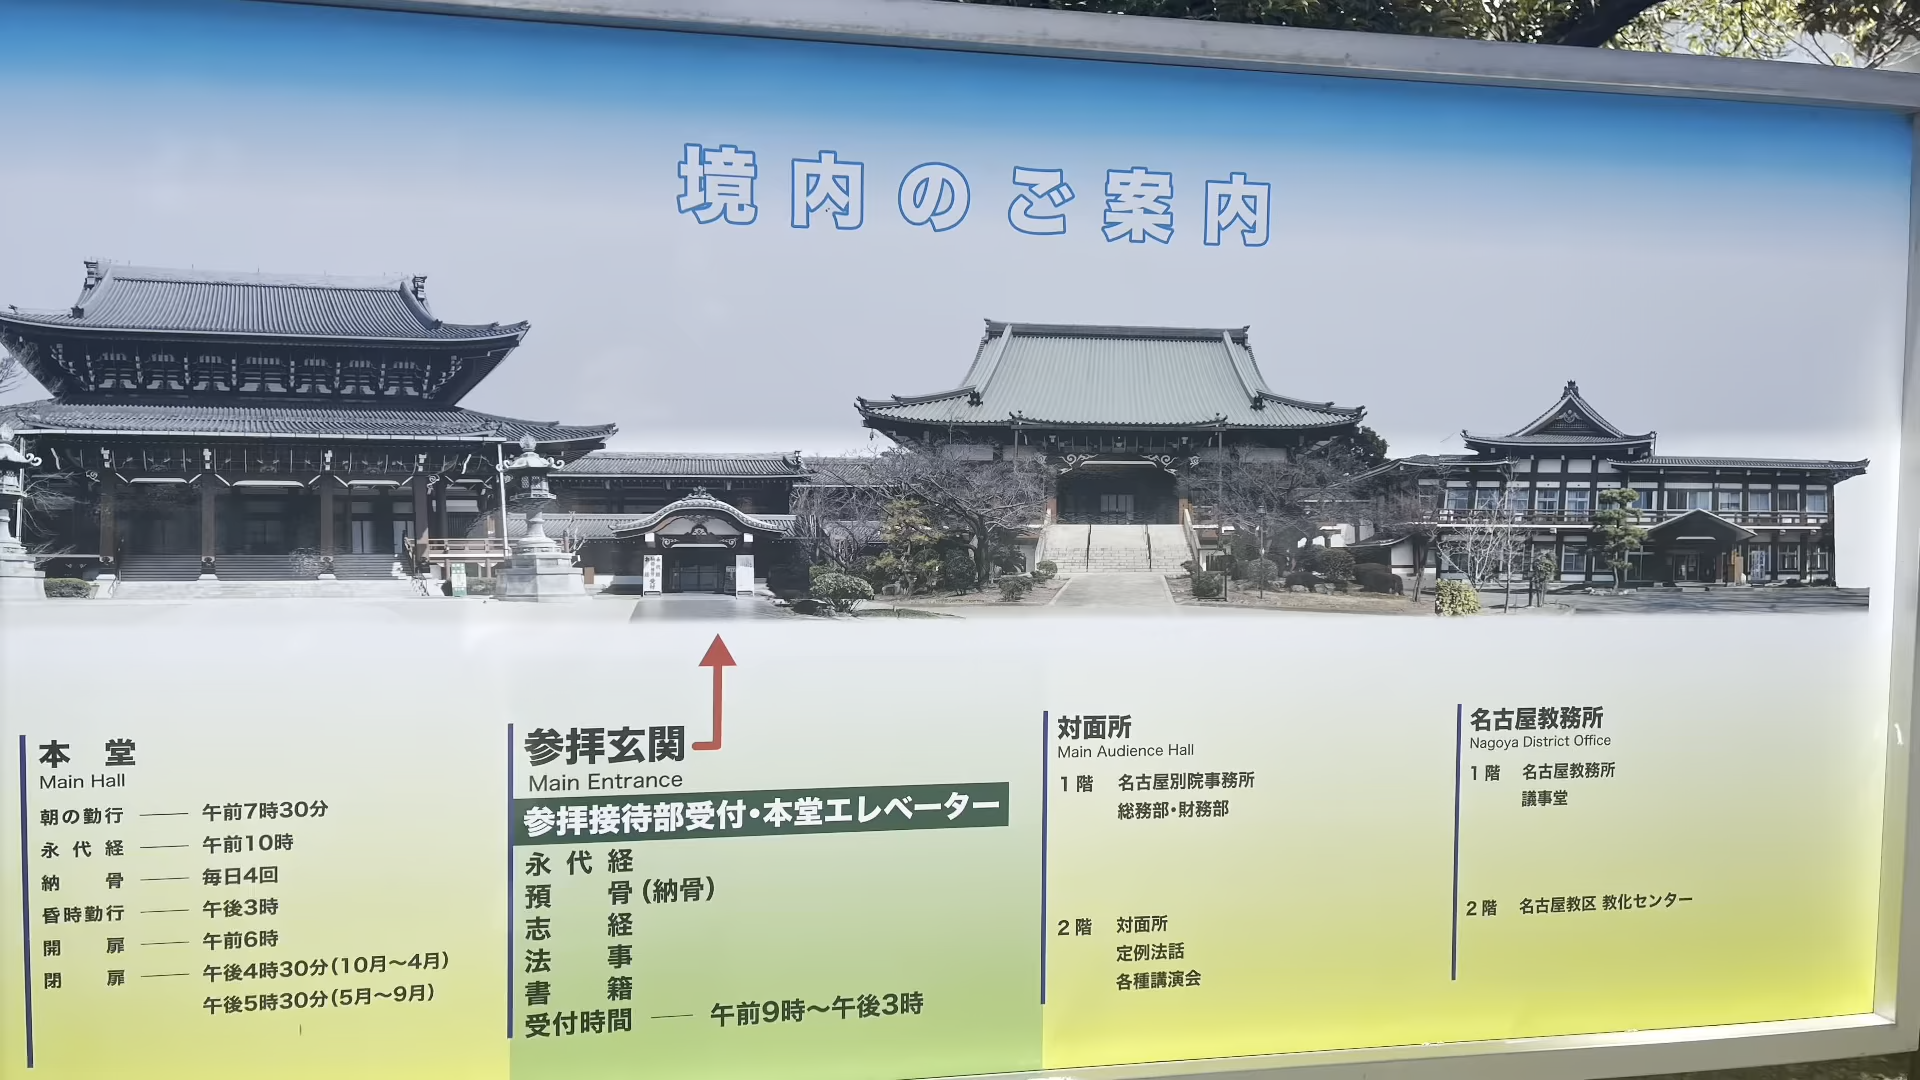 境内のご案内
本堂
Main Hall
朝の勤行 ── 午前7時30分
永代経 ── 午前10時
納骨 ── 毎日4回
昏時勤行 ── 午後3時
開扉 ── 午前6時
閉扉 ── 午後4時30分(10月〜4月)
午後5時30分(5月〜9月)
参拝玄関
Main Entrance
参拝接待部受付・本堂エレベーター
永代経
預骨(納骨)
志経
法事
書籍
受付時間 ── 午前9時〜午後3時
対面所
Main Audience Hall
1階 名古屋別院事務所
総務部・財務部
2階 対面所
定例法話
各種講演会
名古屋教務所
Nagoya District Office
1階 名古屋教務所
議事堂
2階 名古屋教区 教化センター